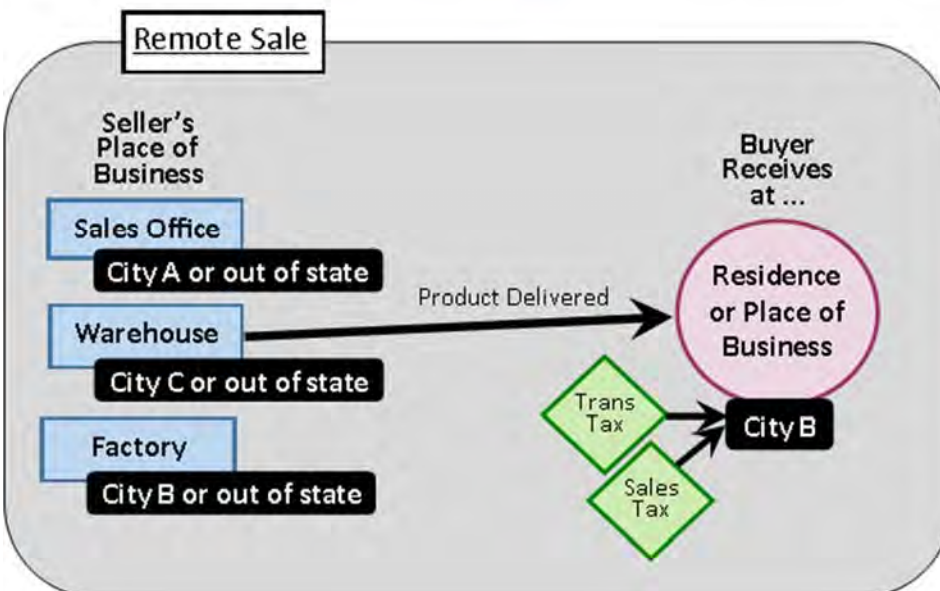 Remote Sale
Seller's
Place of
Business
Sales Office
City A or out of state
Warehouse
City C or out of state
Factory
City B or out of state
Product Delivered
Buyer
Receives
at ...
Residence
or Place of
Business
City B
Trans
Tax
Sales
Tax